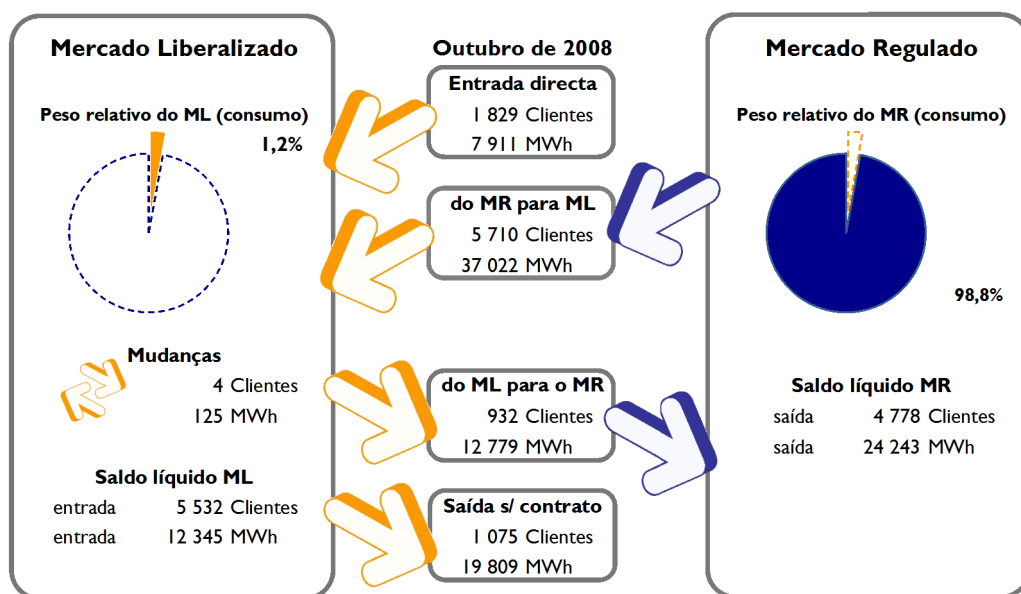 Mercado Liberalizado
Peso relativo do ML (consumo)
1,2%
Mudanças
4 Clientes
125 MWh
Saldo líquido ML
entrada 5 532 Clientes
entrada 12 345 MWh
Outubro de 2008
Entrada directa
1 829 Clientes
7 911 MWh
do MR para ML
5 710 Clientes
37 022 MWh
do ML para o MR
932 Clientes
12 779 MWh
Saída s/ contrato
1 075 Clientes
19 809 MWh
Mercado Regulado
Peso relativo do MR (consumo)
98,8%
Saldo líquido MR
saída 4 778 Clientes
saída 24 243 MWh